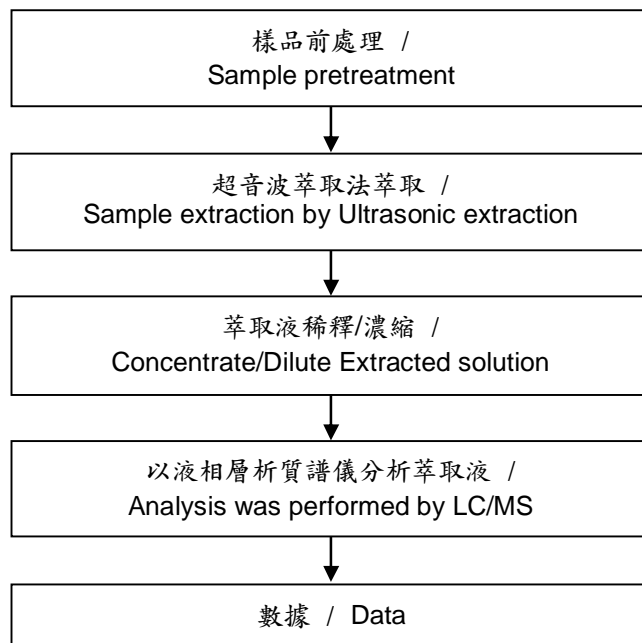 樣品前處理 /
Sample pretreatment
超音波萃取法萃取 /
Sample extraction by Ultrasonic extraction
萃取液稀釋/濃縮 /
Concentrate/Dilute Extracted solution
以液相層析質譜儀分析萃取液 /
Analysis was performed by LC/MS
數據 / Data